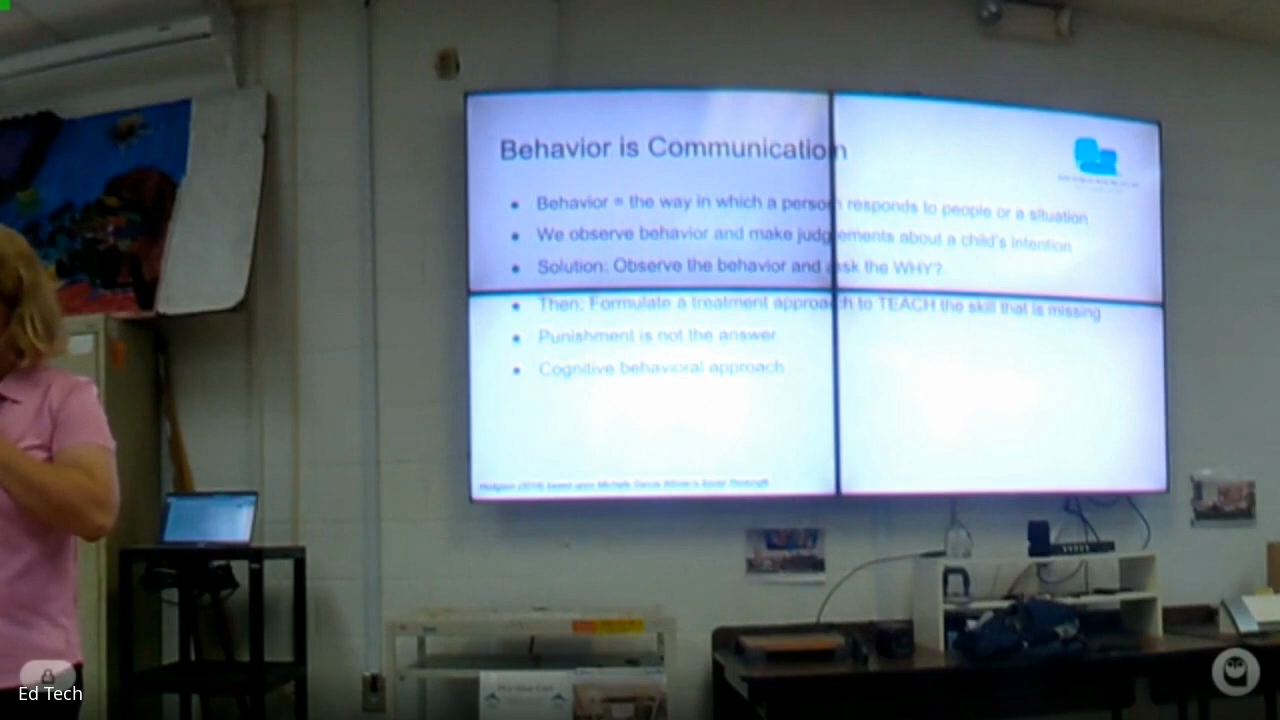 Behavior is Communication
Behavior = the way in which a person responds to people or a situation
We observe behavior and make judgements about a child's intention
Solution: Observe the behavior and ask the WHY?
Then: Formulate a treatment approach to TEACH the skill that is missing
Punishment is not the answer
Cognitive behavioral approach
Ed Tech